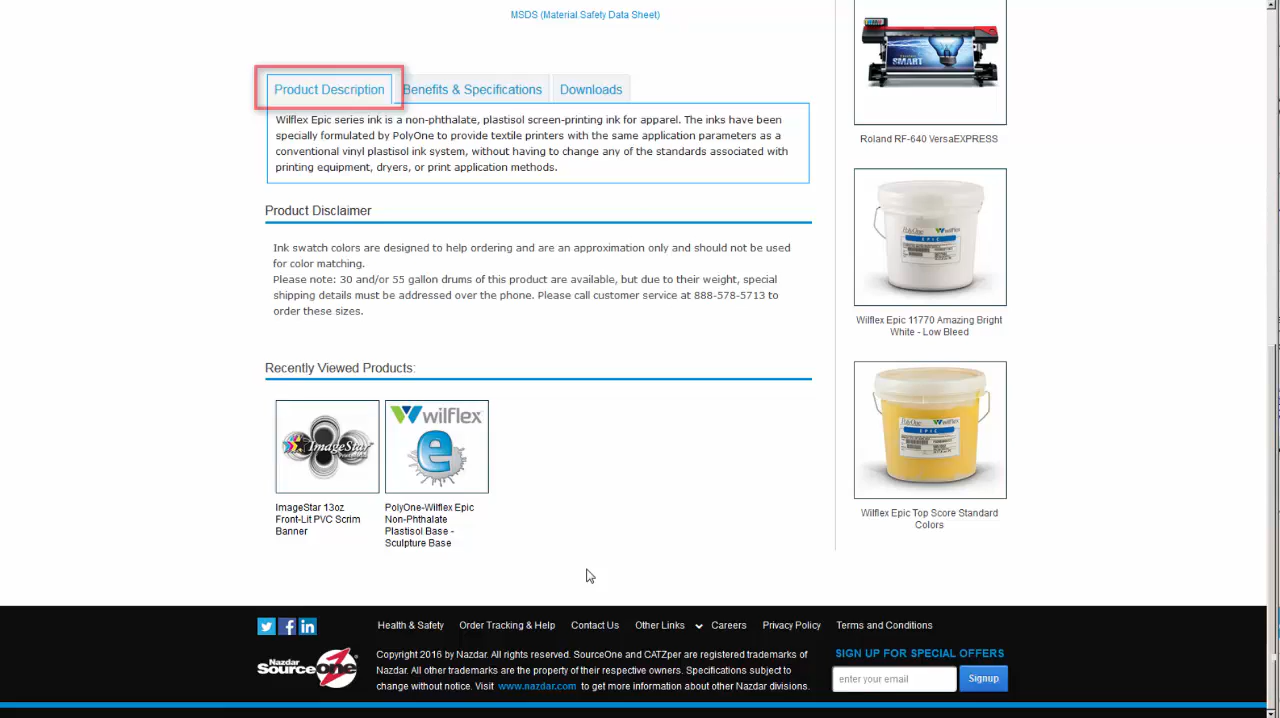 MSDS (Material Safety Data Sheet)
Product Description
Benefits & Specifications
Downloads
Wilflex Epic series ink is a non-phthalate, plastisol screen-printing ink for apparel. The inks have been
specially formulated by PolyOne to provide textile printers with the same application parameters as a
conventional vinyl plastisol ink system, without having to change any of the standards associated with
printing equipment, dryers, or print application methods.
Product Disclaimer
Ink swatch colors are designed to help ordering and are an approximation only and should not be used
for color matching.
Please note: 30 and/or 55 gallon drums of this product are available, but due to their weight, special
shipping details must be addressed over the phone. Please call customer service at 888-578-5713 to
order these sizes.
Recently Viewed Products:
ImageStar
wilflex
e
ImageStar 13oz
Front-Lit PVC Scrim
Banner
PolyOne-Wilflex Epic
Non-Phthalate
Plastisol Base -
Sculpture Base
SMART
Roland RF-640 VersaEXPRESS
PolyOne
WILFLEX
EPIC
Wilflex Epic 11770 Amazing Bright
White - Low Bleed
PolyOne
WILFLEX
EPIC
Wilflex Epic Top Score Standard
Colors
Health & Safety
Order Tracking & Help
Contact Us
Other Links
Careers
Privacy Policy
Terms and Conditions
Nazdar
SourceOne
Copyright 2016 by Nazdar. All rights reserved. SourceOne and CATZper are registered trademarks of
Nazdar. All other trademarks are the property of their respective owners. Specifications subject to
change without notice. Visit www.nazdar.com to get more information about other Nazdar divisions.
SIGN UP FOR SPECIAL OFFERS
enter your email
Signup